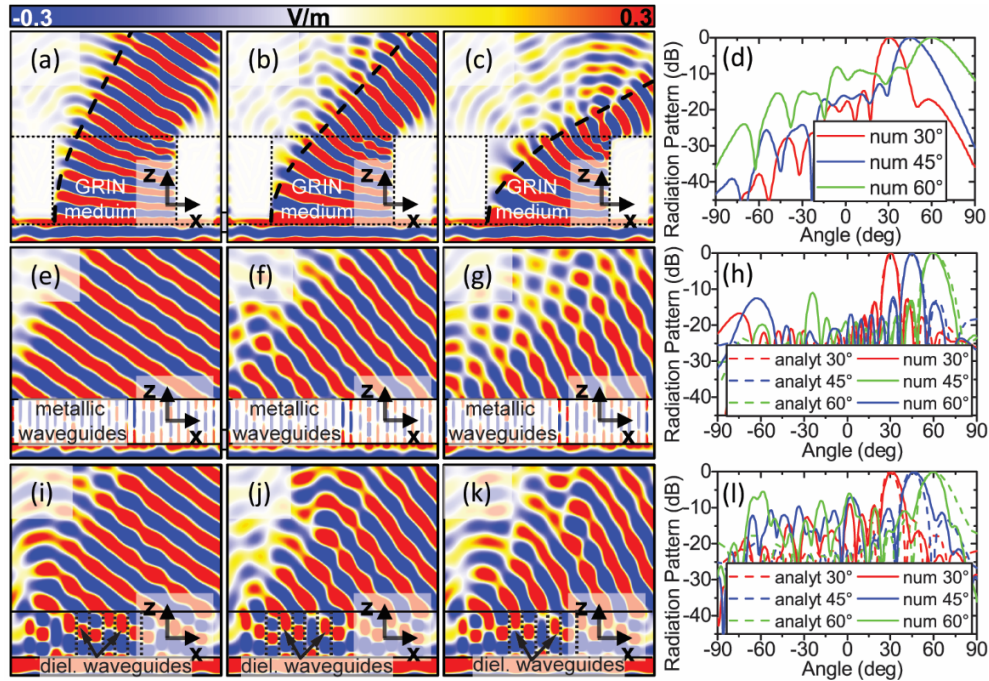 -0.3 V/m 0.3
(a) (b) (c) (d)
GRIN
meduim
z
x
GRIN
medium
z
x
GRIN
medium
z
x
Radiation Pattern (dB)
0
-10
-20
-30
-40
num 30°
num 45°
num 60°
-90 -60 -30 0 30 60 90
Angle (deg)
(e) (f) (g) (h)
metallic
waveguides
z
x
metallic
waveguides
z
x
metallic
waveguides
z
x
Radiation Pattern (dB)
0
-10
-20
-30
-40
analyt 30° num 30°
analyt 45° num 45°
analyt 60° num 60°
-90 -60 -30 0 30 60 90
Angle (deg)
(i) (j) (k) (l)
z
x
diel. waveguides
z
x
diel. waveguides
z
x
diel. waveguides
Radiation Pattern (dB)
0
-10
-20
-30
-40
analyt 30° num 30°
analyt 45° num 45°
analyt 60° num 60°
-90 -60 -30 0 30 60 90
Angle (deg)